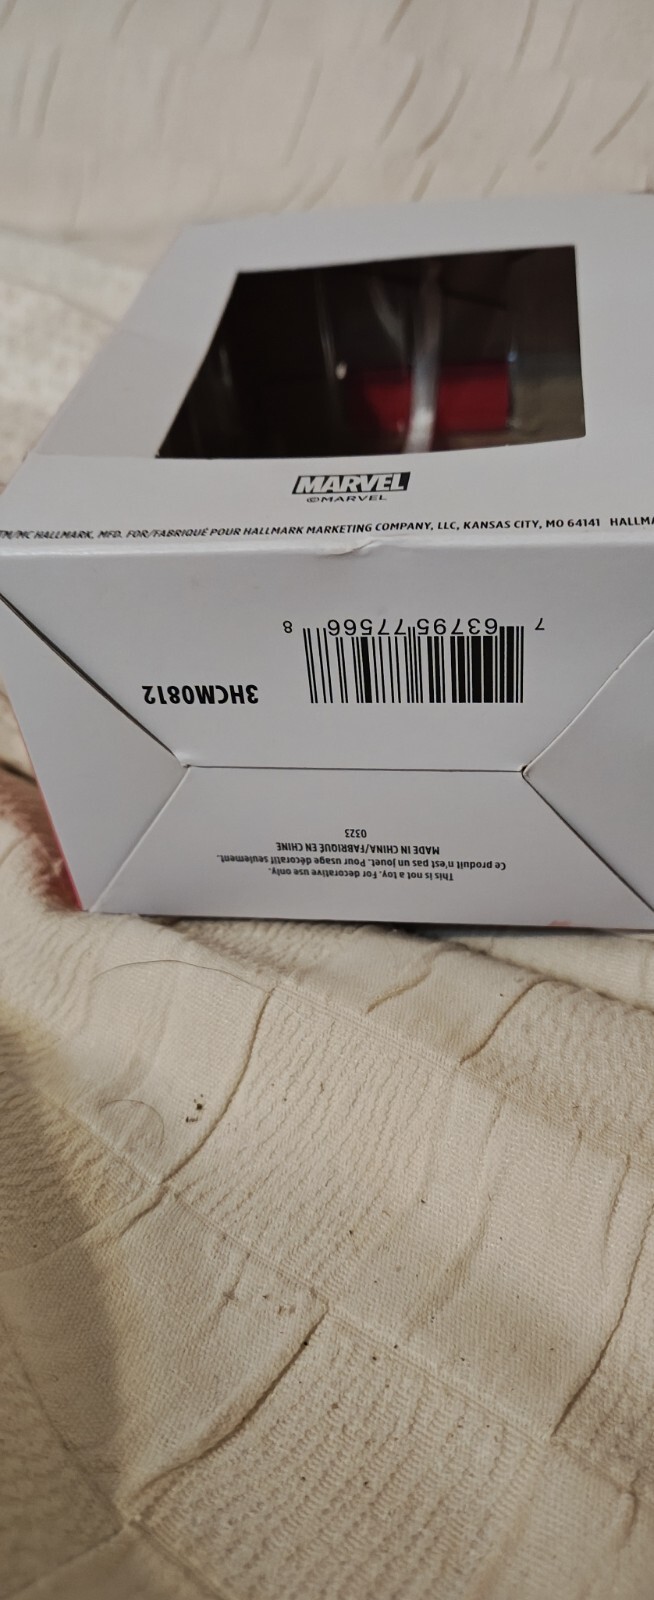 MARVEL
© MARVEL
TM/MC HALLMARK, MFD. FOR/FABRIQUÉ POUR HALLMARK MARKETING COMPANY, LLC, KANSAS CITY, MO 64141 HALLM
7 63795 77566 8
3HCM0812
This is not a toy. For decorative use only.
Ce produit n'est pas un jouet. Pour usage décoratif seulement.
MADE IN CHINA/FABRIQUÉ EN CHINE
0323